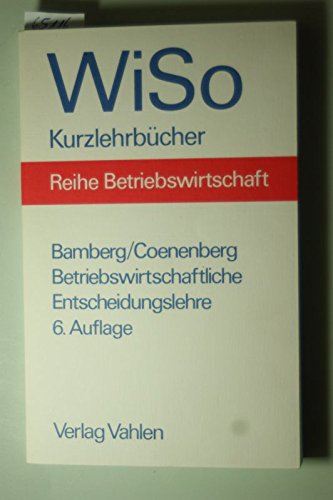 WiSo
Kurzlehrbücher
Reihe Betriebswirtschaft
Bamberg/Coenenberg
Betriebswirtschaftliche
Entscheidungslehre
6. Auflage
Verlag Vahlen